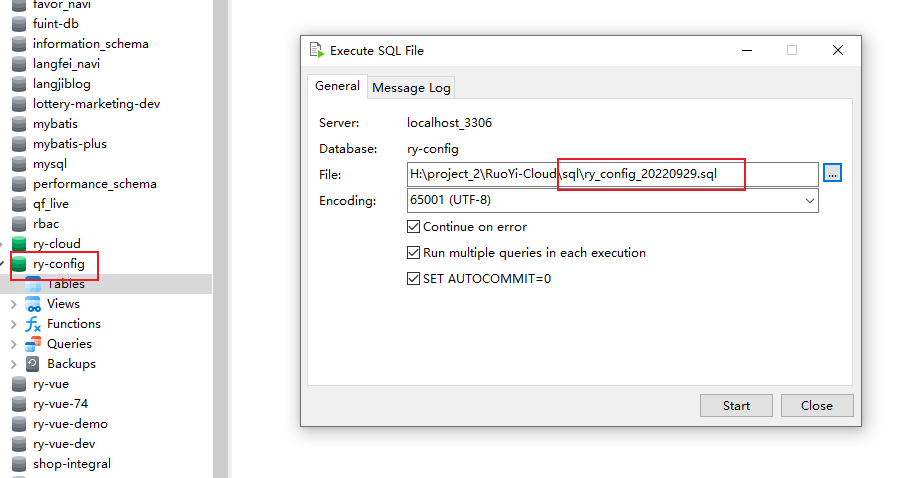 favor_navi
fuint-db
information_schema
langfei_navi
langjiblog
lottery-marketing-dev
mybatis
mybatis-plus
mysql
performance_schema
qf_live
rbac
ry-cloud
ry-config
Tables
Views
Functions
Queries
Backups
ry-vue
ry-vue-74
ry-vue-demo
ry-vue-dev
shop-integral
Execute SQL File
General
Message Log
Server: localhost_3306
Database: ry-config
File: H:\project_2\RuoYi-Cloud\sql\ry_config_20220929.sql ...
Encoding: 65001 (UTF-8)
Continue on error
Run multiple queries in each execution
SET AUTOCOMMIT=0
Start
Close